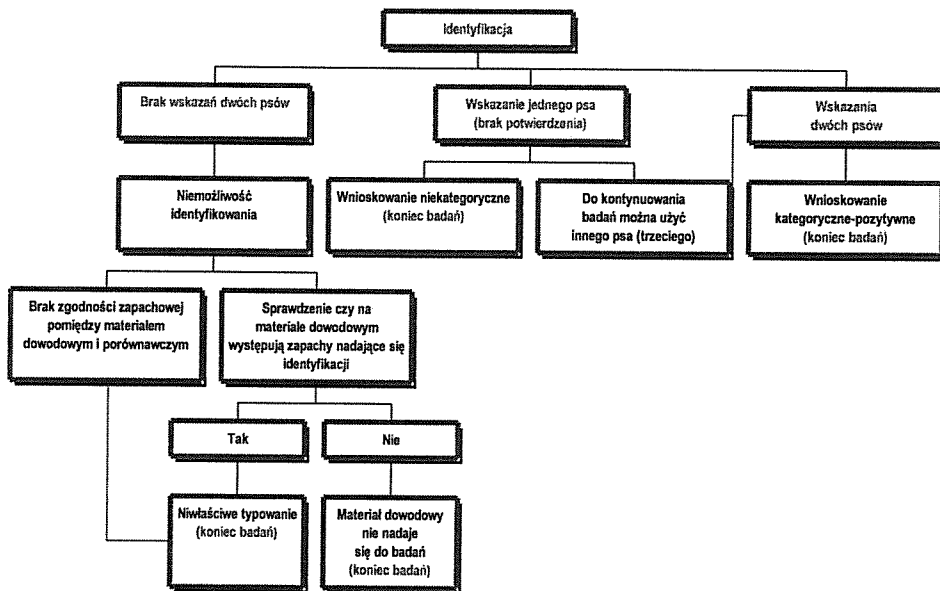 Identyfikacja
Brak wskazań dwóch psów
Wskazanie jednego psa
(brak potwierdzenia)
Wskazania
dwóch psów
Niemożliwość
identyfikowania
Wnioskowanie niekategoryczne
(koniec badań)
Do kontynuowania
badań można użyć
innego psa (trzeciego)
Wnioskowanie
kategoryczne-pozytywne
(koniec badań)
Brak zgodności zapachowej
pomiędzy materiałem
dowodowym i porównawczym
Sprawdzenie czy na
materiale dowodowym
występują zapachy nadające się
identyfikacji
Tak
Nie
Niwłaściwe typowanie
(koniec badań)
Materiał dowodowy
nie nadaje
się do badań
(koniec badań)